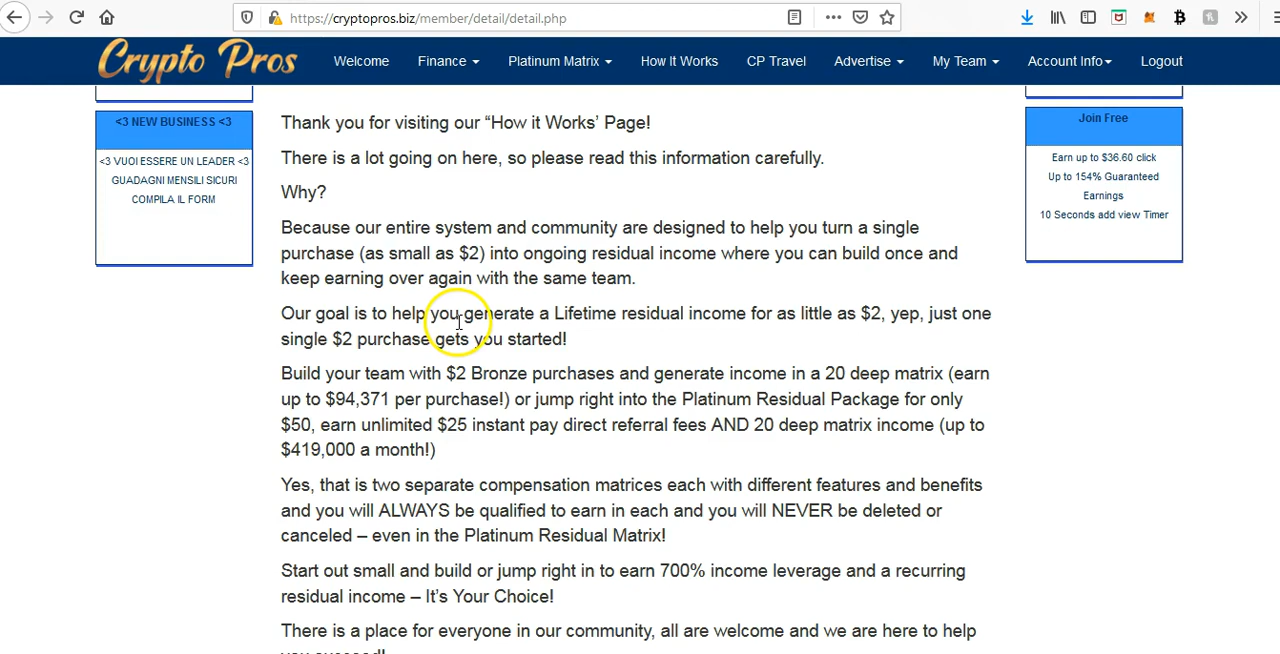 https://cryptopros.biz/member/detail/detail.php
Crypto Pros
Welcome
Finance
Platinum Matrix
How It Works
CP Travel
Advertise
My Team
Account Info
Logout
<3 NEW BUSINESS <3
<3 VUOI ESSERE UN LEADER <3
GUADAGNI MENSILI SICURI
COMPILA IL FORM
Thank you for visiting our “How it Works’ Page!
There is a lot going on here, so please read this information carefully.
Why?
Because our entire system and community are designed to help you turn a single
purchase (as small as $2) into ongoing residual income where you can build once and
keep earning over again with the same team.
Our goal is to help you generate a Lifetime residual income for as little as $2, yep, just one
single $2 purchase gets you started!
Build your team with $2 Bronze purchases and generate income in a 20 deep matrix (earn
up to $94,371 per purchase!) or jump right into the Platinum Residual Package for only
$50, earn unlimited $25 instant pay direct referral fees AND 20 deep matrix income (up to
$419,000 a month!)
Yes, that is two separate compensation matrices each with different features and benefits
and you will ALWAYS be qualified to earn in each and you will NEVER be deleted or
canceled – even in the Platinum Residual Matrix!
Start out small and build or jump right in to earn 700% income leverage and a recurring
residual income – It’s Your Choice!
There is a place for everyone in our community, all are welcome and we are here to help
you succeed!
Join Free
Earn up to $36.60 click
Up to 154% Guaranteed
Earnings
10 Seconds add view Timer